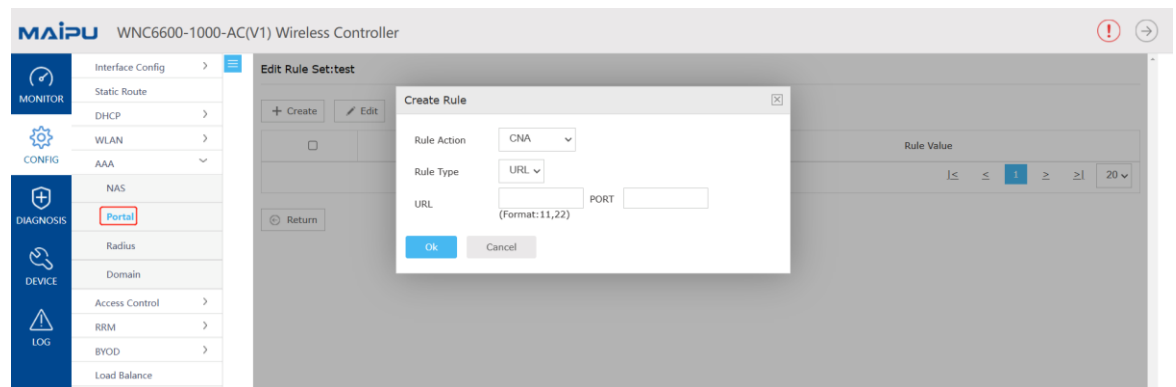 MAIPU WNC6600-1000-AC(V1) Wireless Controller
MONITOR
CONFIG
DIAGNOSIS
DEVICE
LOG
Interface Config
Static Route
DHCP
WLAN
AAA
NAS
Portal
Radius
Domain
Access Control
RRM
BYOD
Load Balance
Edit Rule Set:test
+ Create Edit
Rule Value
|< < 1 > >| 20
Return
Create Rule
Rule Action CNA
Rule Type URL
URL PORT
(Format:11,22)
Ok Cancel